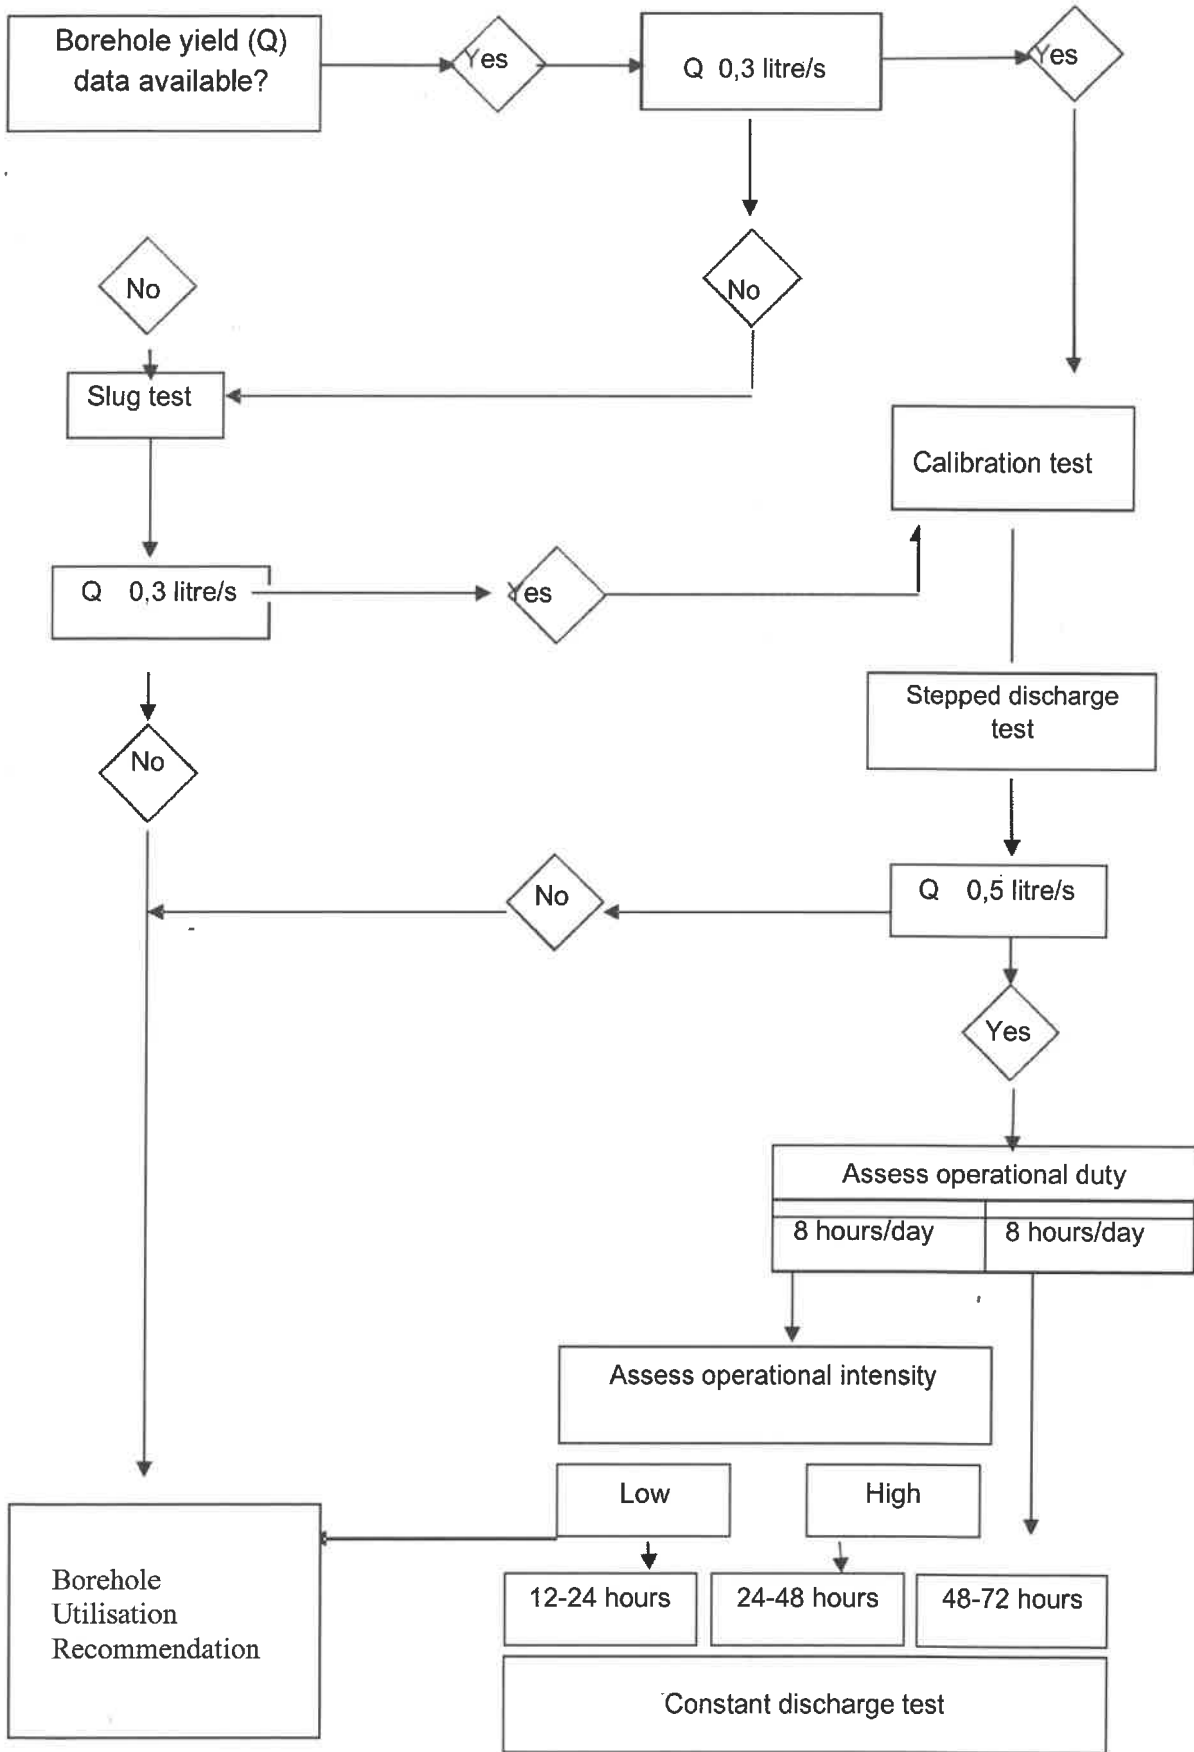 Borehole yield (Q)
data available?
Yes
Q 0,3 litre/s
Yes
No
No
Slug test
Calibration test
Q 0,3 litre/s
Yes
Stepped discharge
test
No
Q 0,5 litre/s
No
Yes
Assess operational duty
8 hours/day
8 hours/day
Assess operational intensity
Low
High
12-24 hours
24-48 hours
48-72 hours
Borehole
Utilisation
Recommendation
Constant discharge test